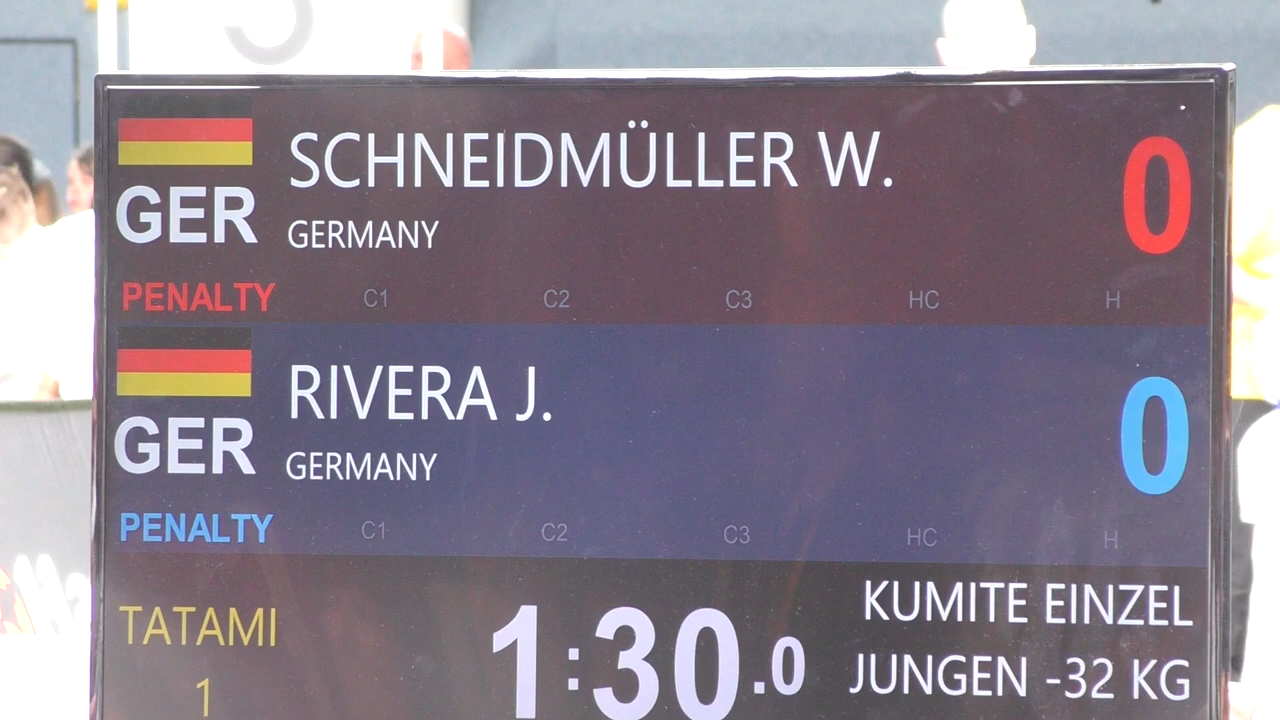 SCHNEIDMÜLLER W.
0
GER
GERMANY
PENALTY C1 C2 C3 HC H
RIVERA J.
0
GER
GERMANY
PENALTY C1 C2 C3 HC H
TATAMI
1
1:30.0
KUMITE EINZEL
JUNGEN -32 KG